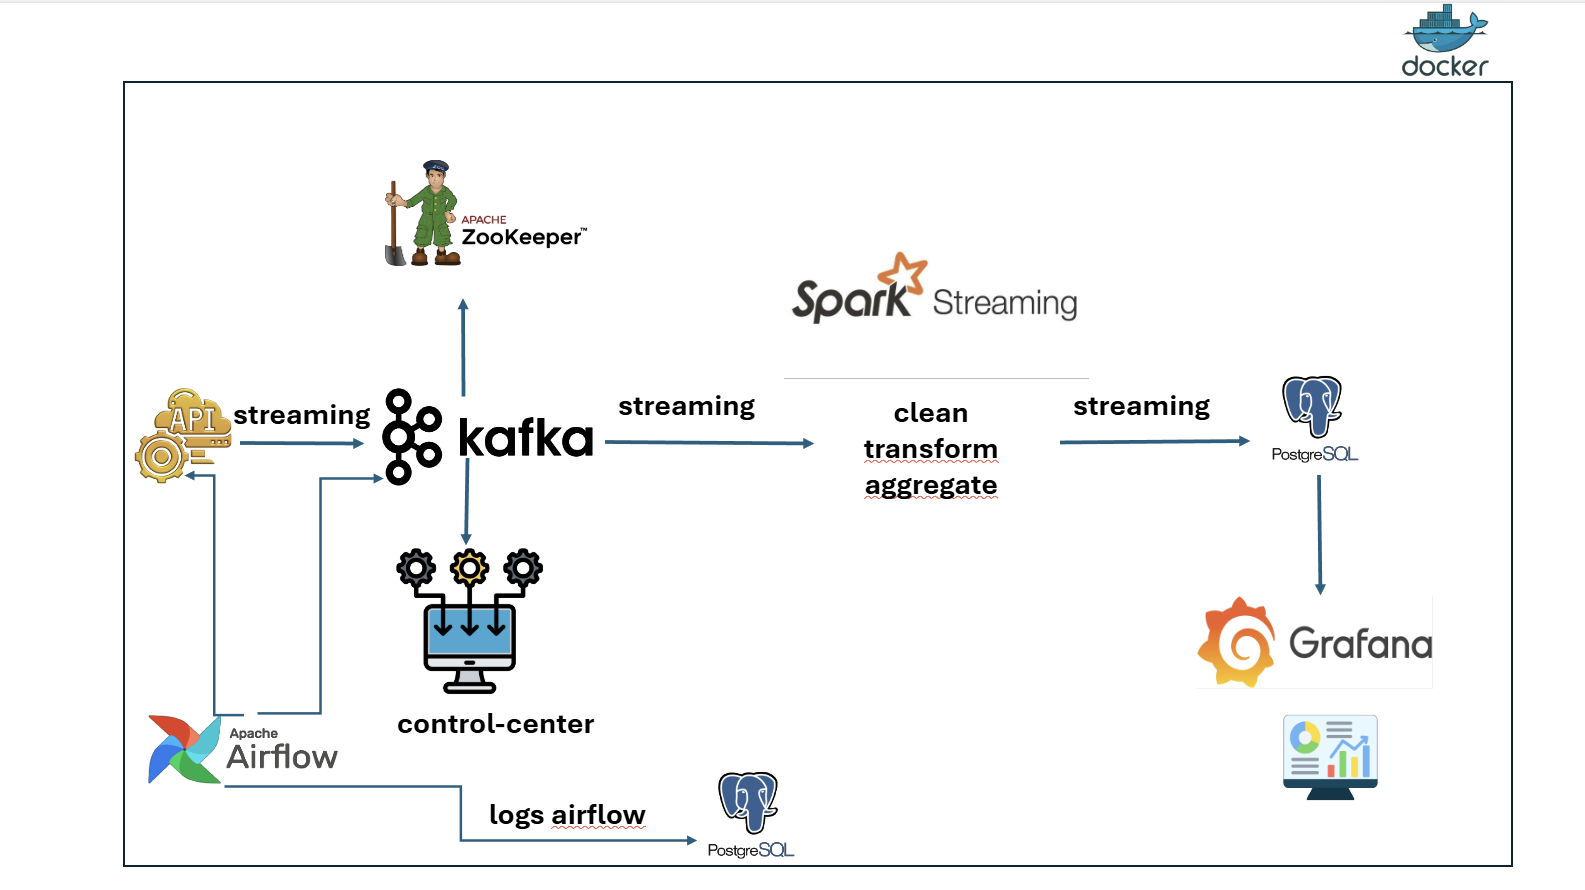 docker
APACHE
ZooKeeper™
Spark Streaming
API
streaming
kafka
streaming
clean
transform
aggregate
streaming
PostgreSQL
Grafana
control-center
Apache
Airflow
logs airflow
PostgreSQL